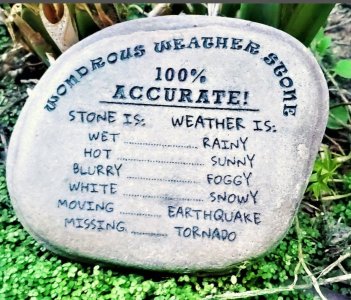 WONDROUS WEATHER STONE
100%
ACCURATE!
STONE IS: WEATHER IS:
WET .................... RAINY
HOT .................... SUNNY
BLURRY .................... FOGGY
WHITE .................... SNOWY
MOVING ............ EARTHQUAKE
MISSING ............ TORNADO